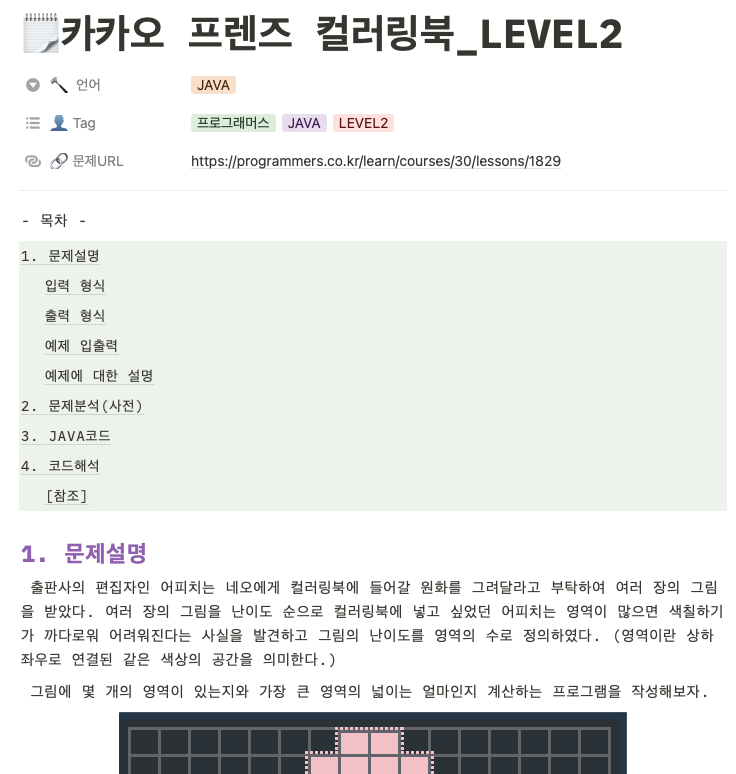 카카오 프렌즈 컬러링북_LEVEL2
언어 JAVA
Tag 프로그래머스 JAVA LEVEL2
문제URL https://programmers.co.kr/learn/courses/30/lessons/1829
- 목차 -
1. 문제설명
입력 형식
출력 형식
예제 입출력
예제에 대한 설명
2. 문제분석(사전)
3. JAVA코드
4. 코드해석
[참조]
1. 문제설명
출판사의 편집자인 어피치는 네오에게 컬러링북에 들어갈 원화를 그려달라고 부탁하여 여러 장의 그림
을 받았다. 여러 장의 그림을 난이도 순으로 컬러링북에 넣고 싶었던 어피치는 영역이 많으면 색칠하기
가 까다로워 어려워진다는 사실을 발견하고 그림의 난이도를 영역의 수로 정의하였다. (영역이란 상하
좌우로 연결된 같은 색상의 공간을 의미한다.)
그림에 몇 개의 영역이 있는지와 가장 큰 영역의 넓이는 얼마인지 계산하는 프로그램을 작성해보자.